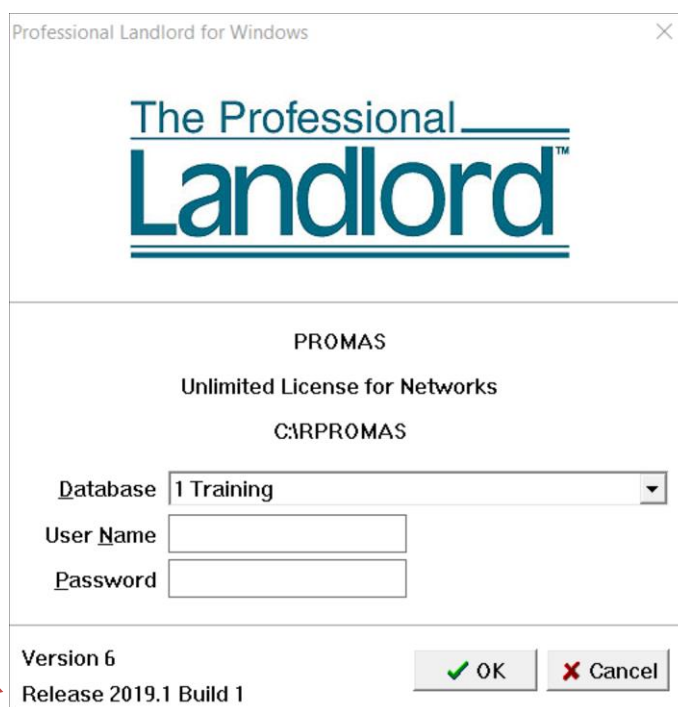 Professional Landlord for Windows
The Professional
Landlord™
PROMAS
Unlimited License for Networks
C:\RPROMAS
Database 1 Training
User Name
Password
Version 6
OK Cancel
Release 2019.1 Build 1